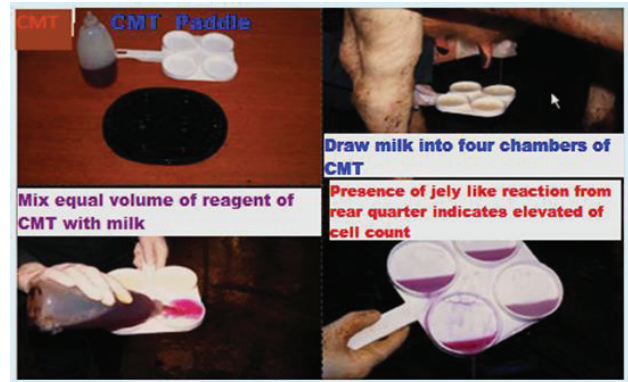 CMT
CMT Paddle
Draw milk into four chambers of
CMT
Mix equal volume of reagent of
CMT with milk
Presence of jely like reaction from
rear quarter indicates elevated of
cell count